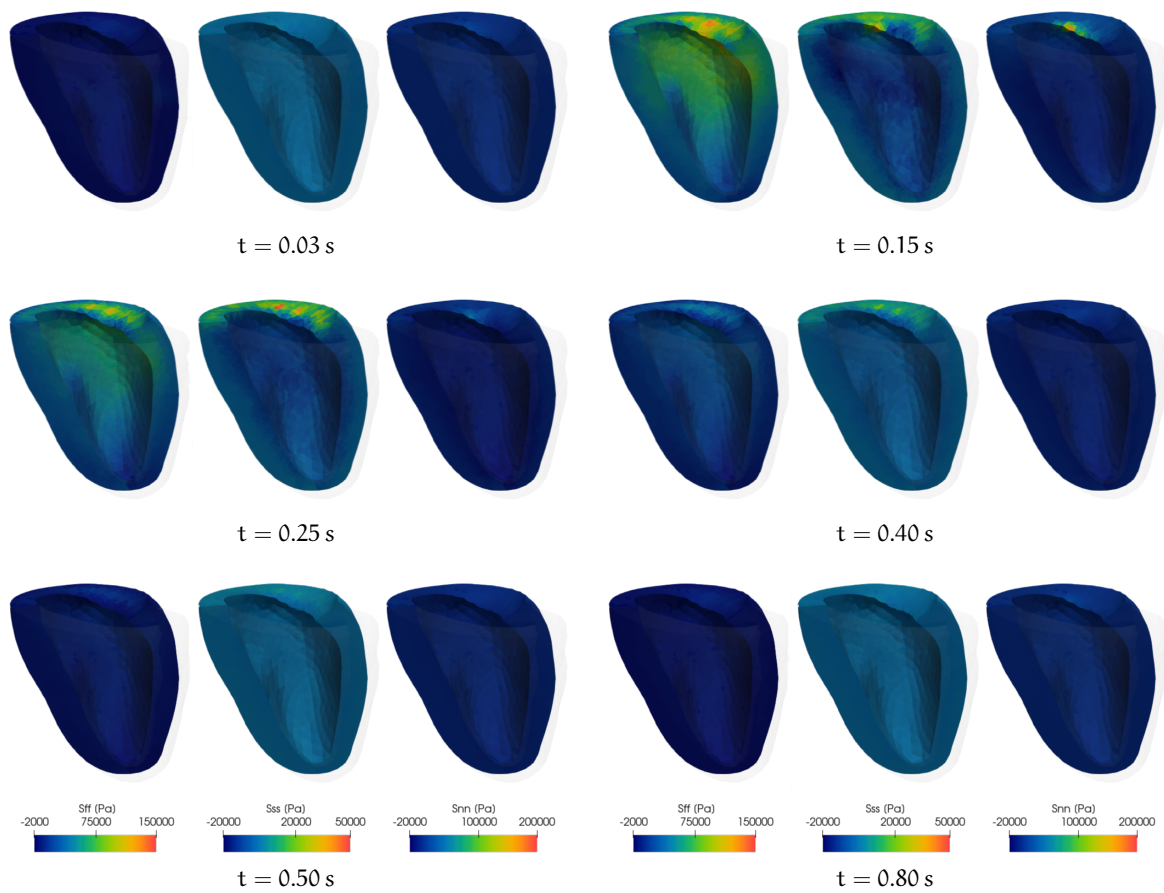 t = 0.03 s
t = 0.15 s
t = 0.25 s
t = 0.40 s
Sff (Pa)
-2000 75000 150000
Sss (Pa)
-20000 20000 50000
Snn (Pa)
-20000 100000 200000
Sff (Pa)
-2000 75000 150000
Sss (Pa)
-20000 20000 50000
Snn (Pa)
-20000 100000 200000
t = 0.50 s
t = 0.80 s